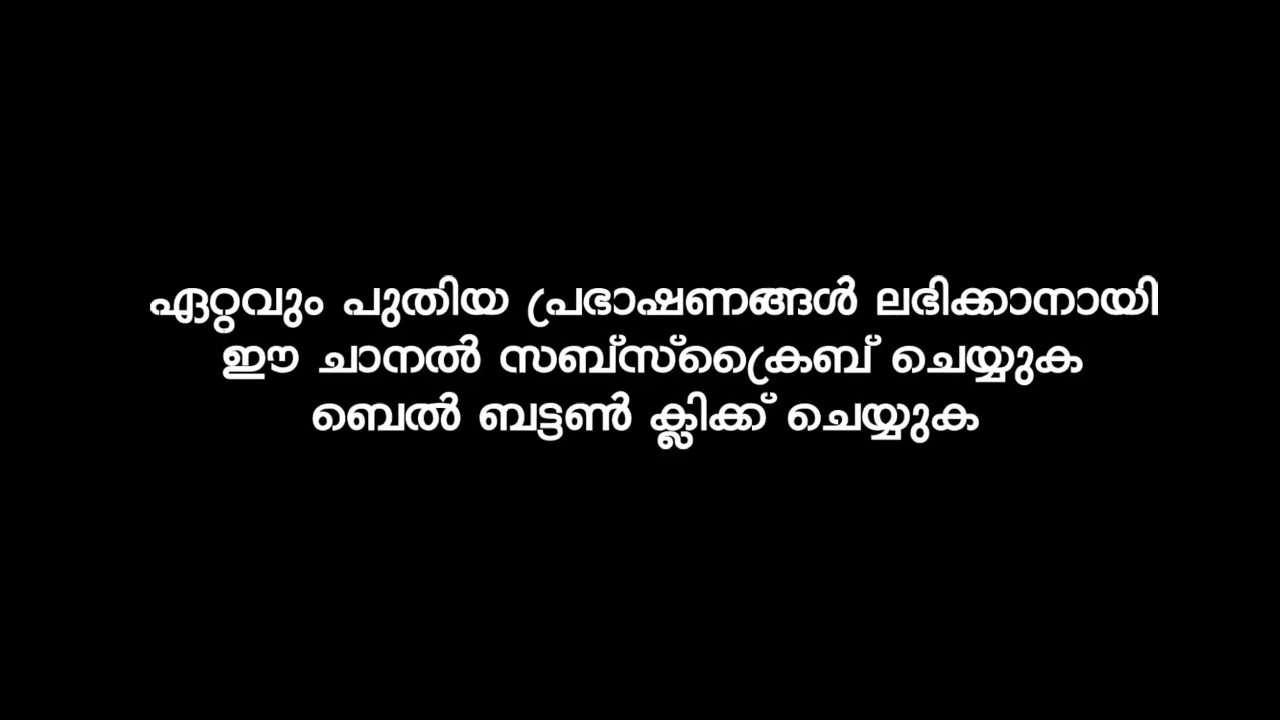 ഏറ്റവും പുതിയ പ്രഭാഷണങ്ങൾ ലഭിക്കാനായി
ഈ ചാനൽ സബ്സ്ക്രൈബ് ചെയ്യുക
ബെൽ ബട്ടൺ ക്ലിക്ക് ചെയ്യുക